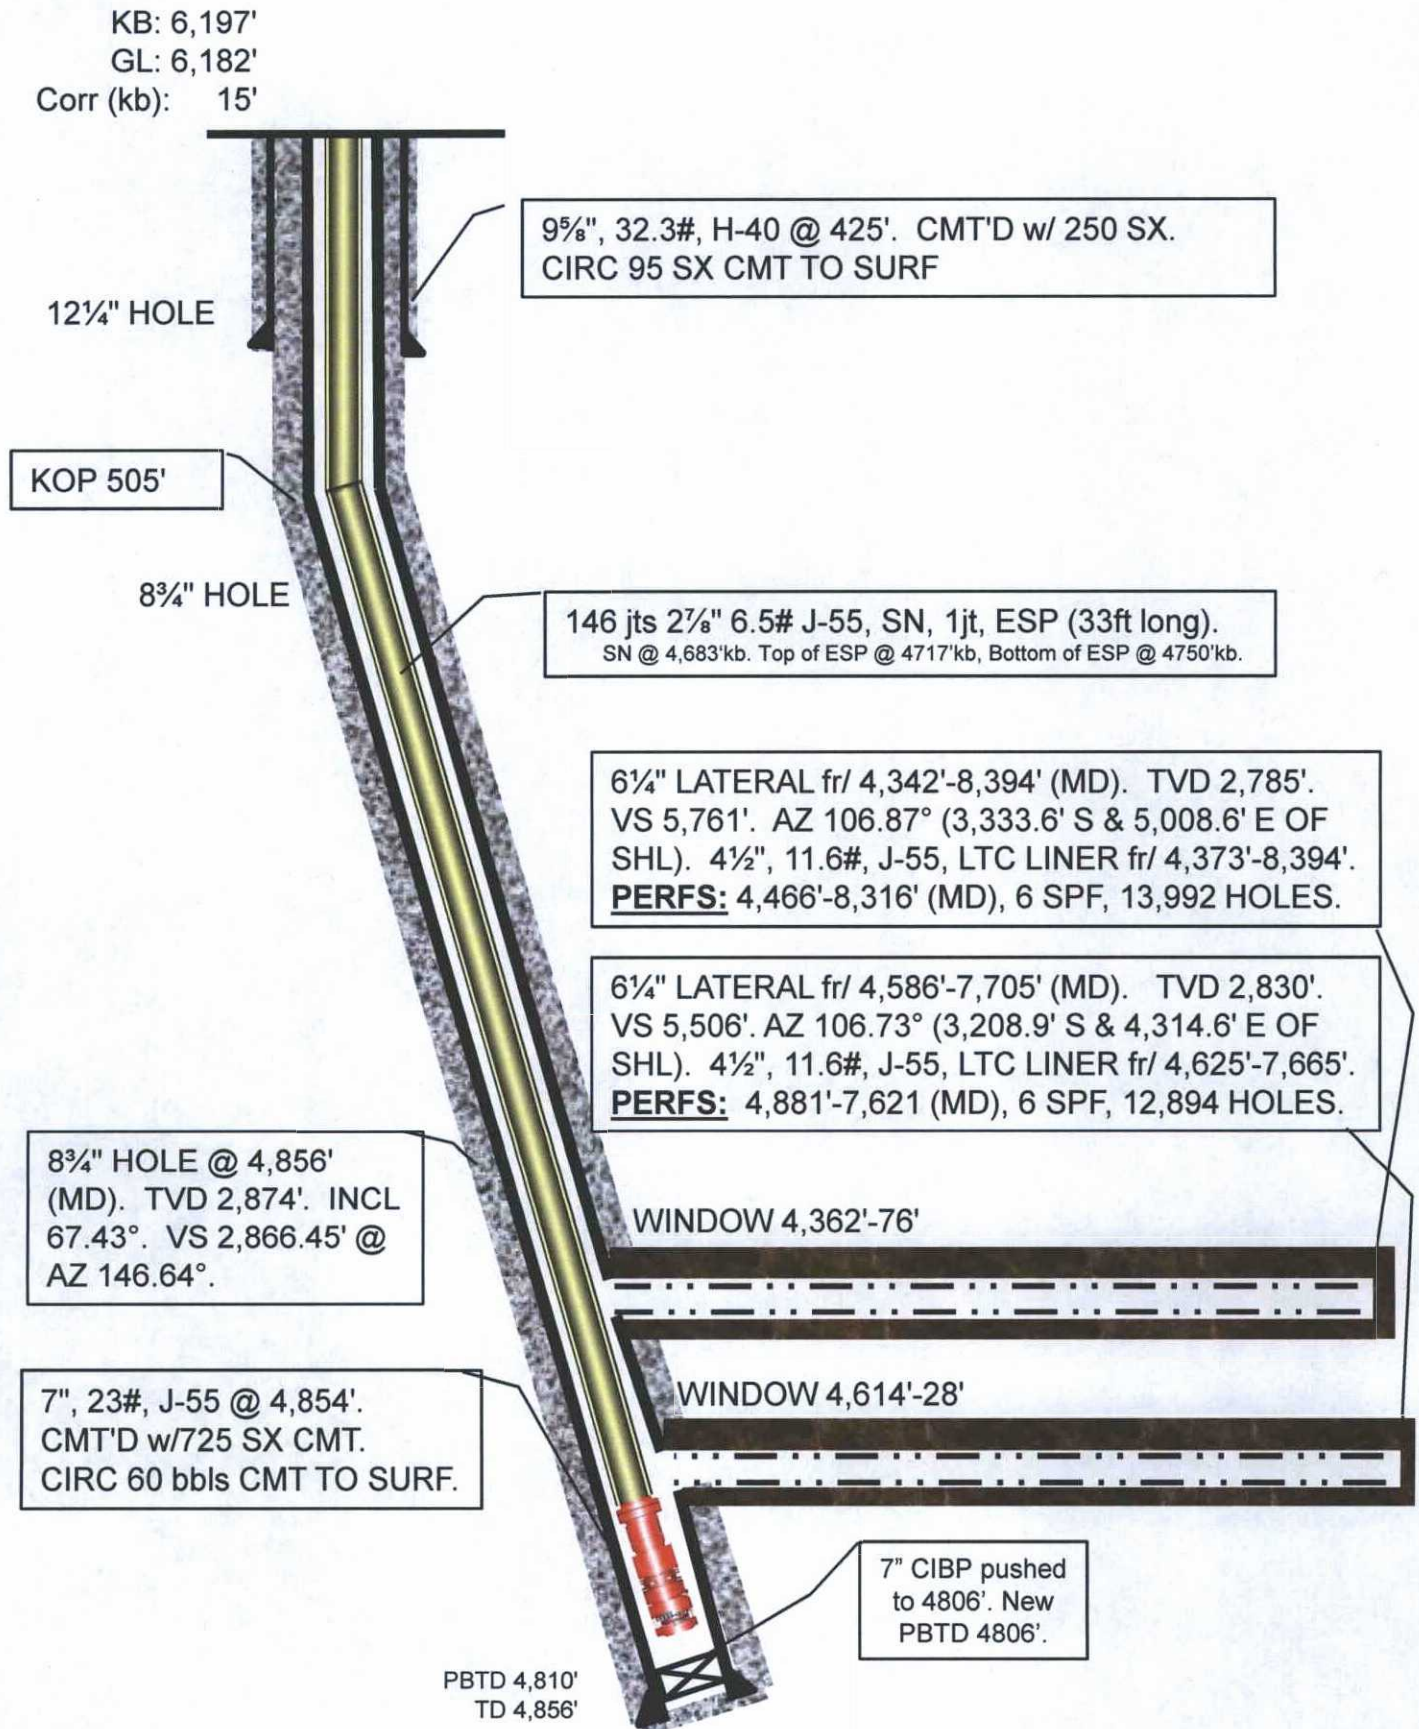 KB: 6,197'
GL: 6,182'
Corr (kb): 15'
9⅝", 32.3#, H-40 @ 425'. CMT'D w/ 250 SX.
CIRC 95 SX CMT TO SURF
12¼" HOLE
KOP 505'
8¾" HOLE
146 jts 2⅞" 6.5# J-55, SN, 1jt, ESP (33ft long).
SN @ 4,683'kb. Top of ESP @ 4717'kb, Bottom of ESP @ 4750'kb.
6¼" LATERAL fr/ 4,342'-8,394' (MD). TVD 2,785'.
VS 5,761'. AZ 106.87° (3,333.6' S & 5,008.6' E OF
SHL). 4½", 11.6#, J-55, LTC LINER fr/ 4,373'-8,394'.
PERFS: 4,466'-8,316' (MD), 6 SPF, 13,992 HOLES.
6¼" LATERAL fr/ 4,586'-7,705' (MD). TVD 2,830'.
VS 5,506'. AZ 106.73° (3,208.9' S & 4,314.6' E OF
SHL). 4½", 11.6#, J-55, LTC LINER fr/ 4,625'-7,665'.
PERFS: 4,881'-7,621 (MD), 6 SPF, 12,894 HOLES.
8¾" HOLE @ 4,856'
(MD). TVD 2,874'. INCL
67.43°. VS 2,866.45' @
AZ 146.64°.
WINDOW 4,362'-76'
7", 23#, J-55 @ 4,854'.
CMT'D w/725 SX CMT.
CIRC 60 bbls CMT TO SURF.
WINDOW 4,614'-28'
7" CIBP pushed
to 4806'. New
PBTD 4806'.
PBTD 4,810'
TD 4,856'